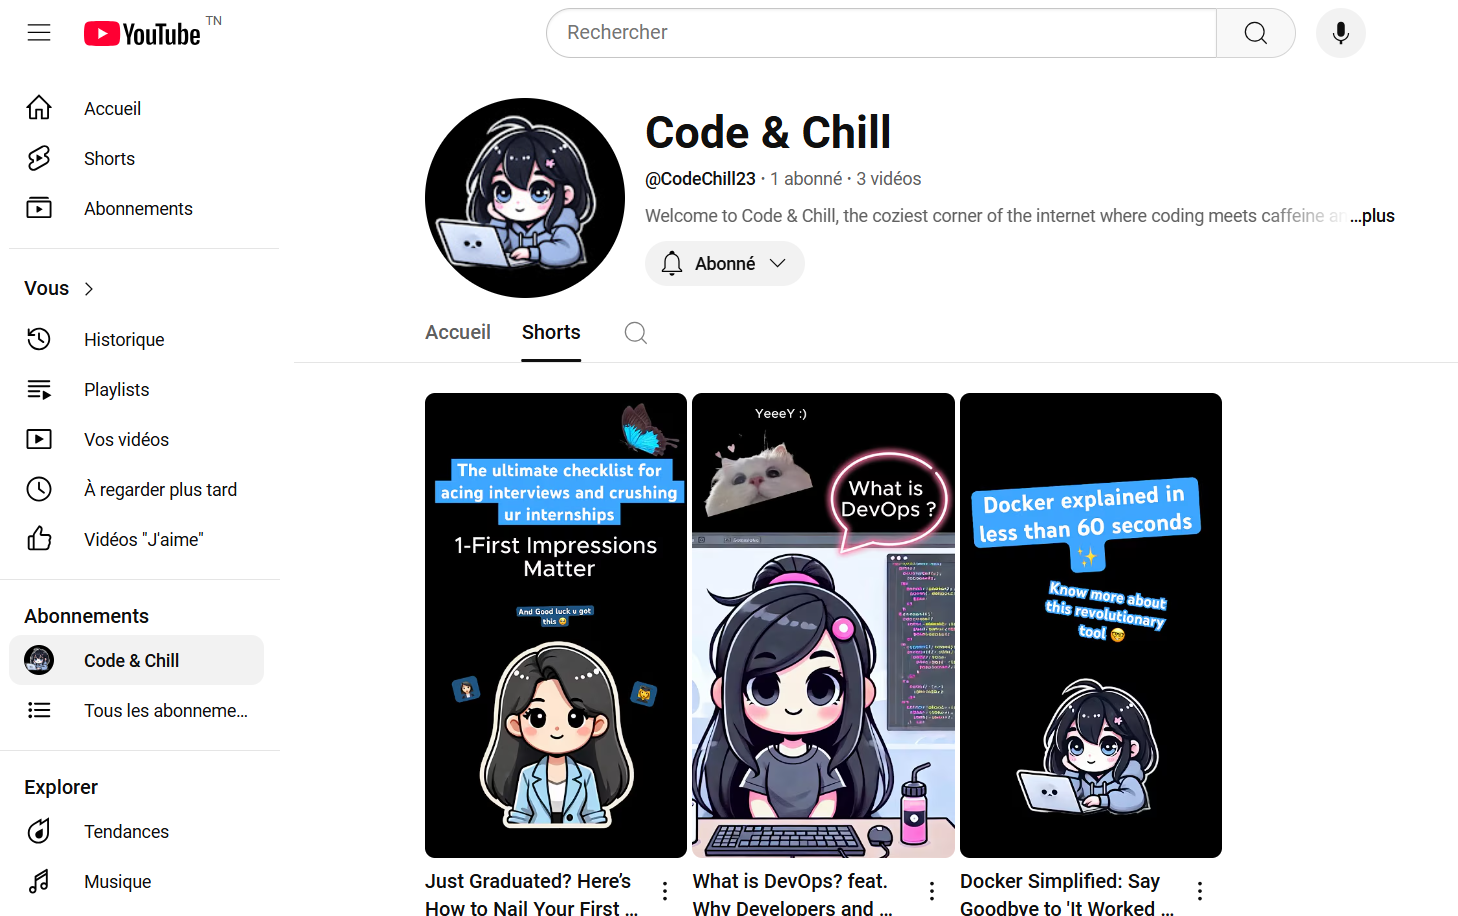 YouTube TN
Rechercher
Accueil
Shorts
Abonnements
Vous
Historique
Playlists
Vos vidéos
À regarder plus tard
Vidéos "J'aime"
Abonnements
Code & Chill
Tous les abonneme...
Explorer
Tendances
Musique
Code & Chill
@CodeChill23 · 1 abonné · 3 vidéos
Welcome to Code & Chill, the coziest corner of the internet where coding meets caffeine ...plus
Abonné
Accueil
Shorts
The ultimate checklist for
acing interviews and crushing
ur internships
1-First Impressions
Matter
And Good luck u got
this 🥺
Just Graduated? Here’s
How to Nail Your First ...
YeeeY :)
What is
DevOps ?
What is DevOps? feat.
Why Developers and ...
Docker explained in
less than 60 seconds
✨
Know more about
this revolutionary
tool 🤓
Docker Simplified: Say
Goodbye to 'It Worked ...